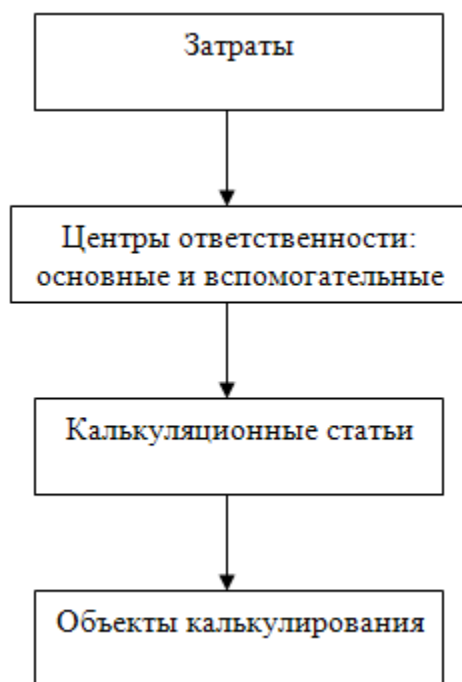 Затраты
Центры ответственности:
основные и вспомогательные
Калькуляционные статьи
Объекты калькулирования